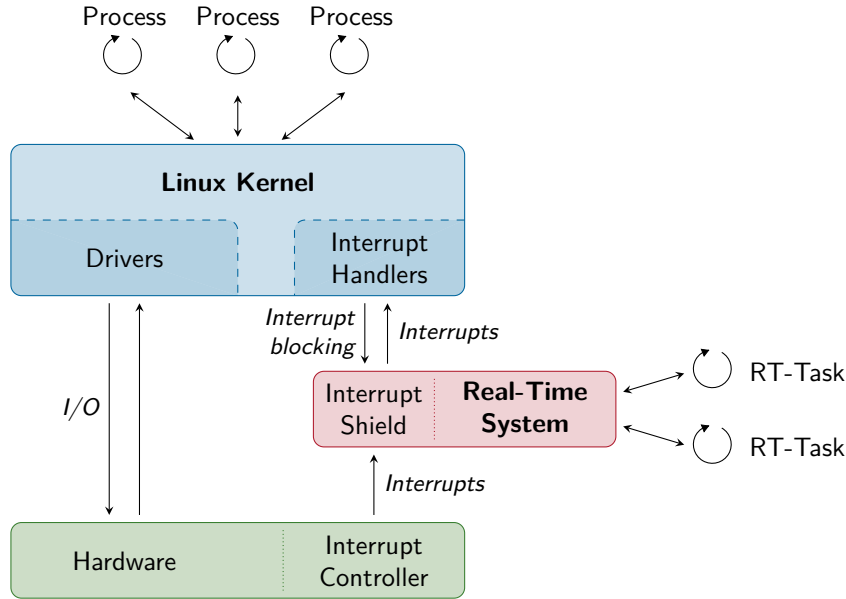 Process
Process
Process
Linux Kernel
Drivers
Interrupt
Handlers
Interrupt
blocking
Interrupts
I/O
Interrupt
Shield
Real-Time
System
RT-Task
RT-Task
Interrupts
Hardware
Interrupt
Controller